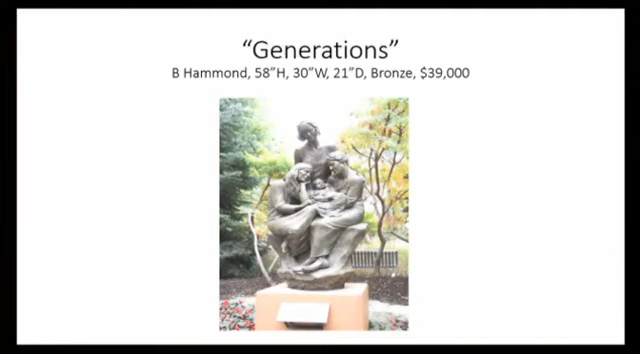 “Generations”
B Hammond, 58”H, 30”W, 21”D, Bronze, $39,000